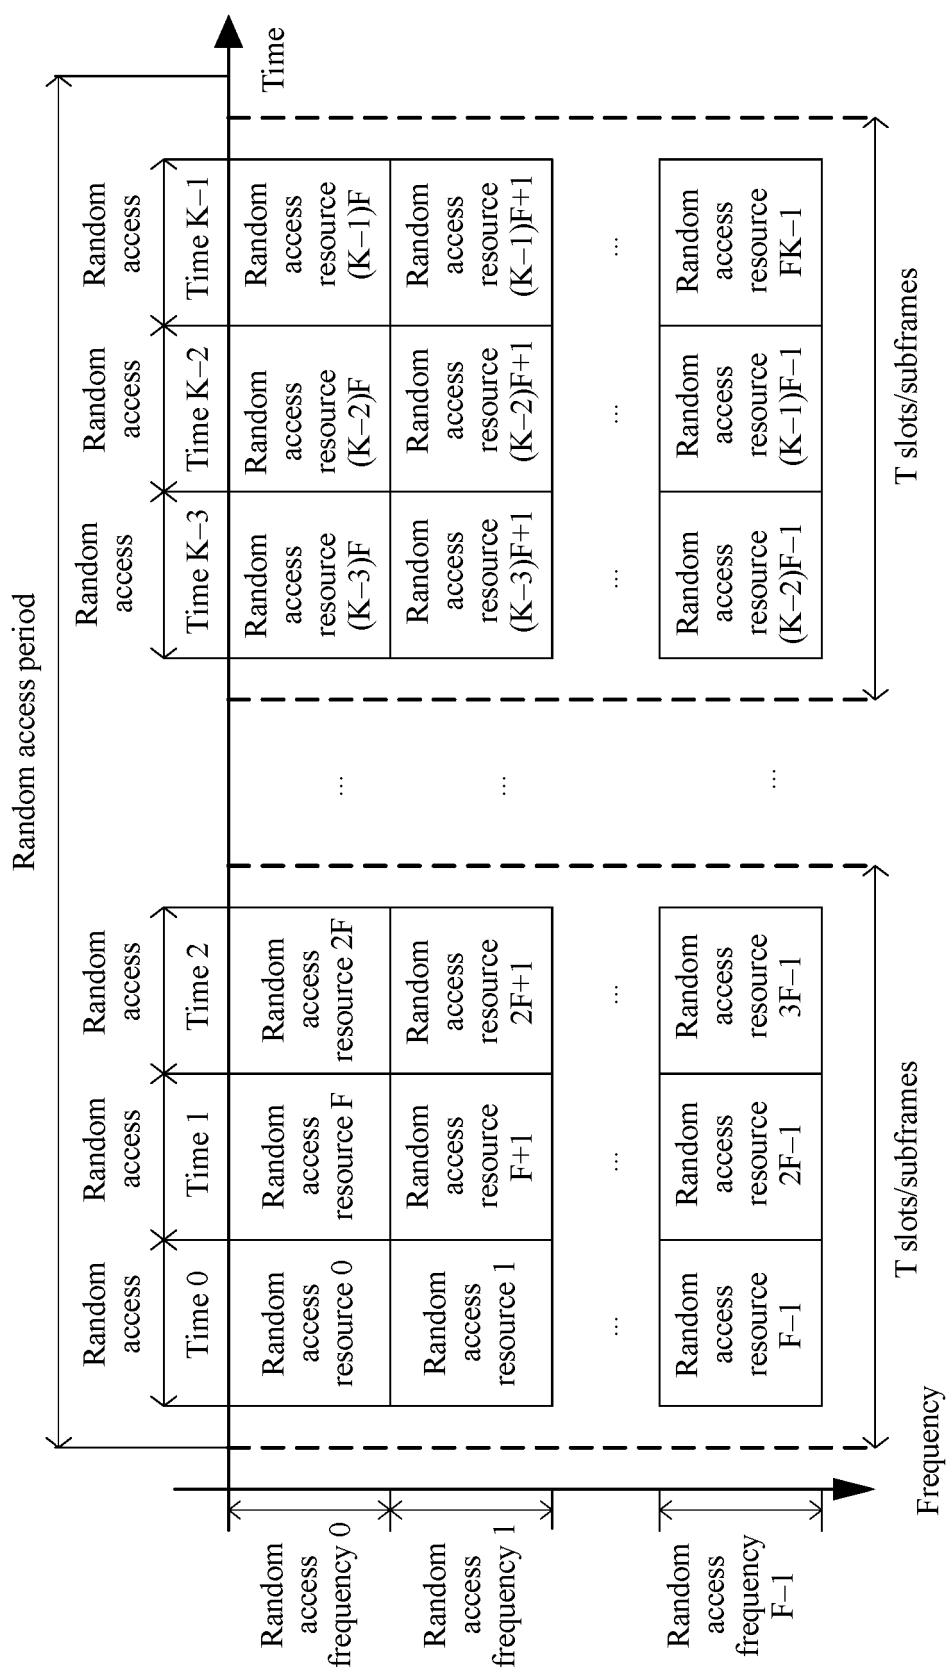 Random access period
Random
access
Random
access
Random
access
Random
access
Random
access
Random
access
Time 0
Time 1
Time 2
Time K–3
Time K–2
Time K–1
Time
Random
access
frequency 0
Random
access
resource 0
Random
access
resource F
Random
access
resource 2F
...
Random
access
resource
(K–3)F
Random
access
resource
(K–2)F
Random
access
resource
(K–1)F
Random
access
frequency 1
Random
access
resource 1
Random
access
resource
F+1
Random
access
resource
2F+1
...
Random
access
resource
(K–3)F+1
Random
access
resource
(K–2)F+1
Random
access
resource
(K–1)F+1
...
...
...
...
...
...
Random
access
frequency
F–1
Random
access
resource
F–1
Random
access
resource
2F–1
Random
access
resource
3F–1
...
Random
access
resource
(K–2)F–1
Random
access
resource
(K–1)F–1
Random
access
resource
FK–1
Frequency
T slots/subframes
T slots/subframes